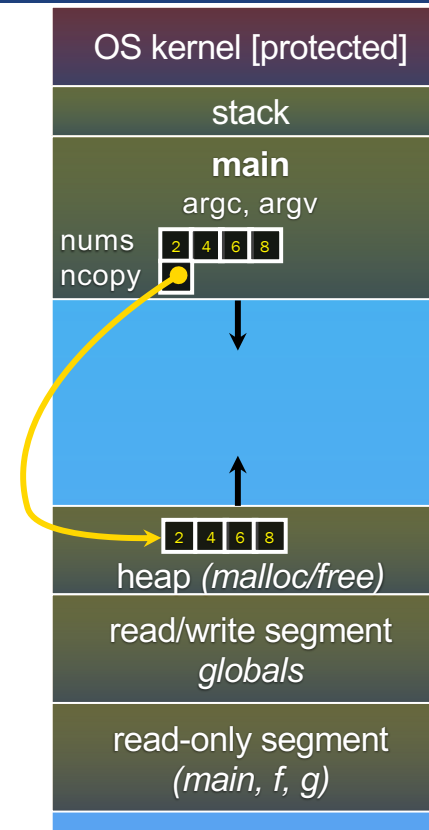 OS kernel [protected]
stack
main
argc, argv
nums 2 4 6 8
ncopy
2 4 6 8
heap (malloc/free)
read/write segment
globals
read-only segment
(main, f, g)